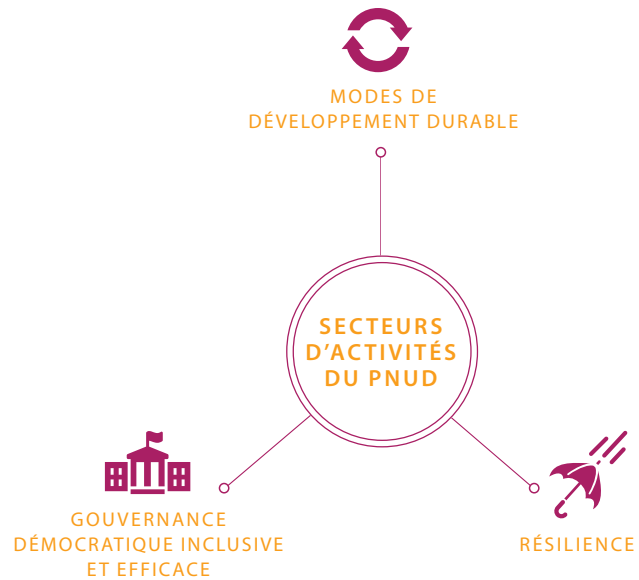 MODES DE
DÉVELOPPEMENT DURABLE
SECTEURS
D’ACTIVITÉS
DU PNUD
GOUVERNANCE
DÉMOCRATIQUE INCLUSIVE
ET EFFICACE
RÉSILIENCE